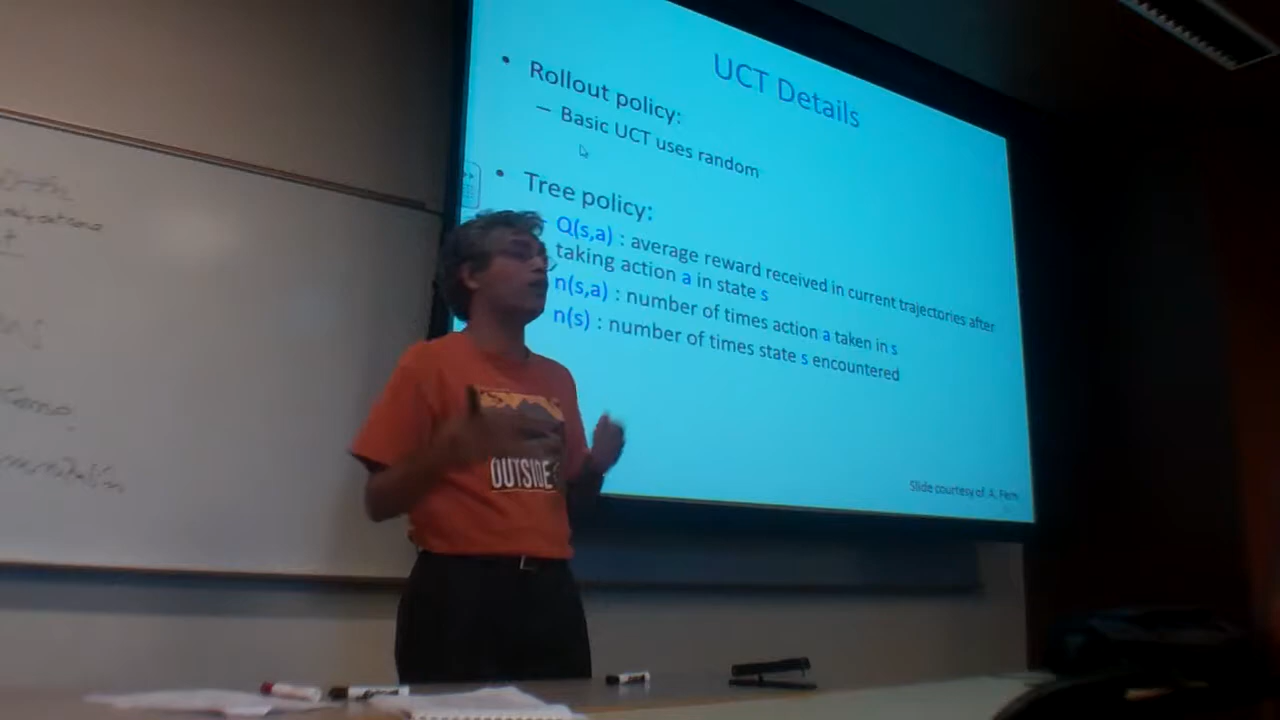 UCT Details
• Rollout policy:
– Basic UCT uses random
• Tree policy:
Q(s,a) : average reward received in current trajectories after
taking action a in state s
n(s,a) : number of times action a taken in s
n(s) : number of times state s encountered
Slide courtesy of A. Fern
OUTSIDE